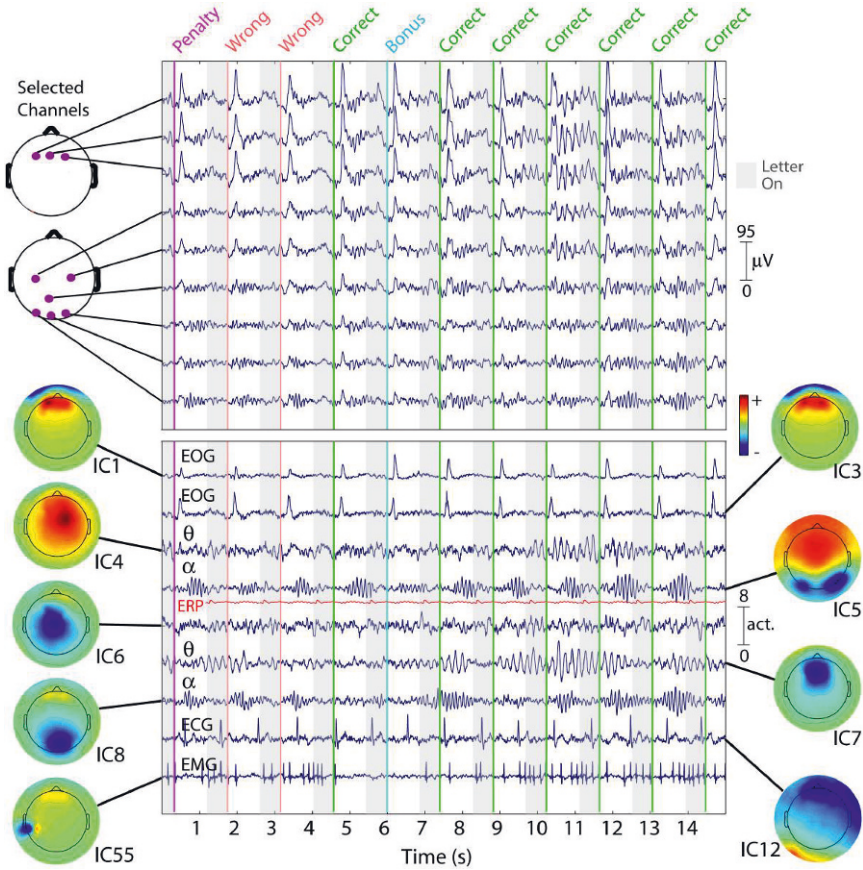 Penalty
Wrong
Wrong
Correct
Bonus
Correct
Correct
Correct
Correct
Correct
Correct
Selected
Channels
Letter
On
95
μV
0
+
-
IC1
EOG
IC3
EOG
IC4
θ
α
IC5
ERP
8
act.
0
IC6
θ
IC7
α
IC8
ECG
EMG
IC55
IC12
1 2 3 4 5 6 7 8 9 10 11 12 13 14
Time (s)